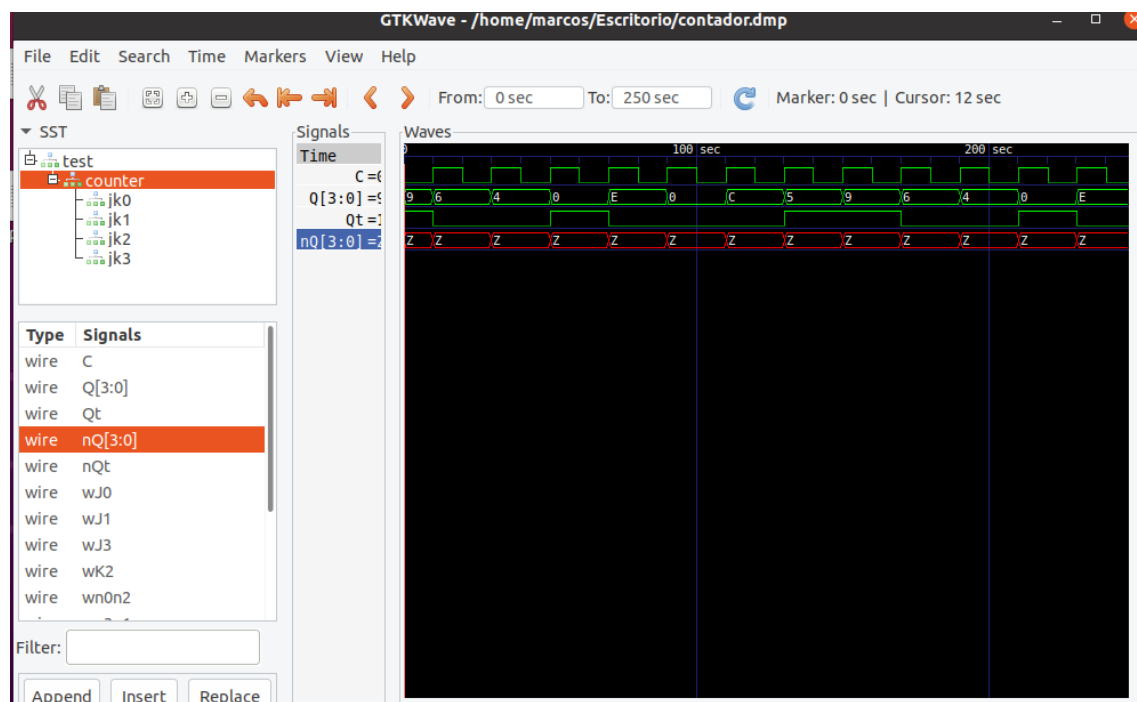 GTKWave - /home/marcos/Escritorio/contador.dmp
File Edit Search Time Markers View Help
From: 0 sec To: 250 sec Marker: 0 sec | Cursor: 12 sec
SST
test
counter
jk0
jk1
jk2
jk3
Type Signals
wire C
wire Q[3:0]
wire Qt
wire nQ[3:0]
wire nQt
wire wJ0
wire wJ1
wire wJ3
wire wK2
wire wn0n2
Filter:
Append Insert Replace
Signals
Time
C =
Q[3:0] =9
Qt =1
nQ[3:0] =Z
Waves
0 100 sec 200 sec
9 6 4 0 E 0 C 5 9 6 4 0 E
Z Z Z Z Z Z Z Z Z Z Z Z Z